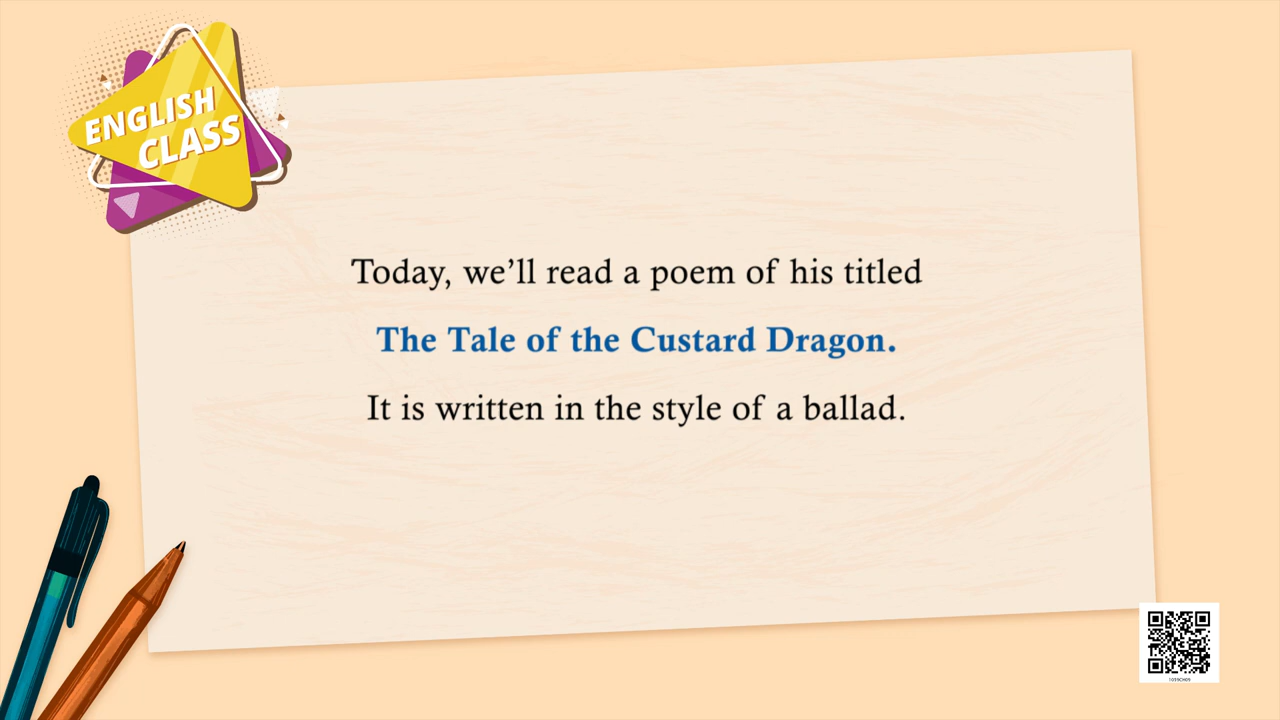 ENGLISH
CLASS
Today, we’ll read a poem of his titled
The Tale of the Custard Dragon.
It is written in the style of a ballad.